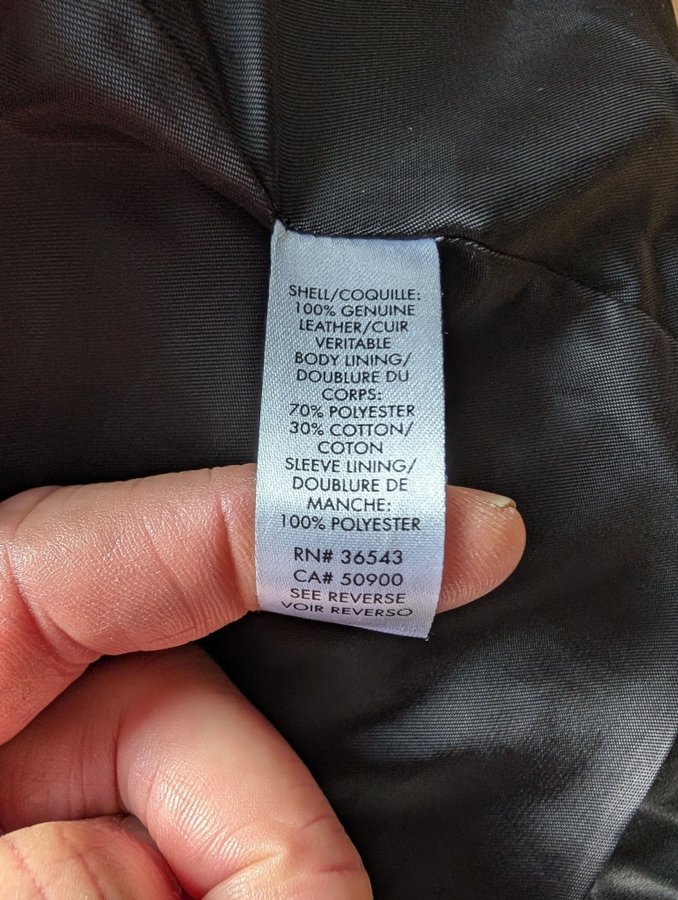 SHELL/COQUILLE:
100% GENUINE
LEATHER/CUIR
VERITABLE
BODY LINING/
DOUBLURE DU
CORPS:
70% POLYESTER
30% COTTON/
COTON
SLEEVE LINING/
DOUBLURE DE
MANCHE:
100% POLYESTER
RN# 36543
CA# 50900
SEE REVERSE
VOIR REVERSO